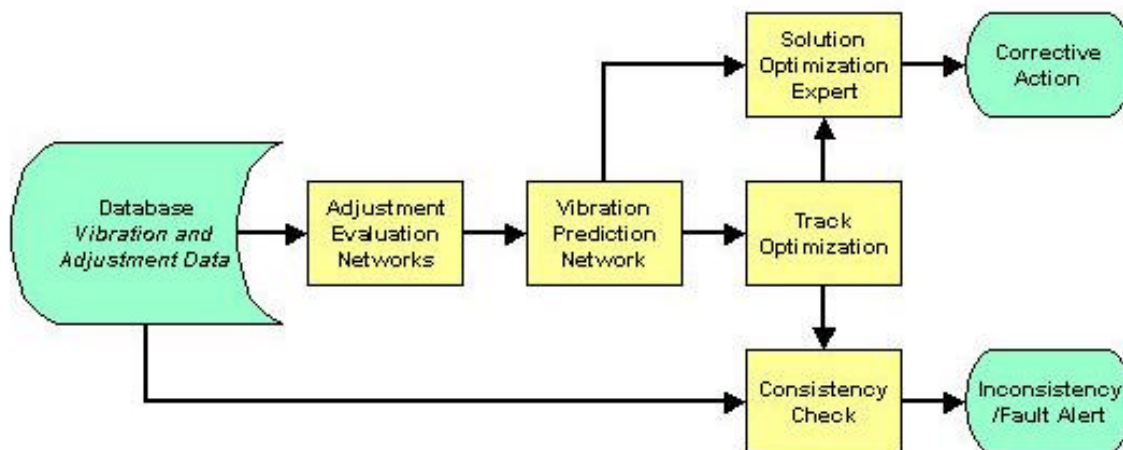 Solution
Optimization
Expert
Corrective
Action
Database
Vibration and
Adjustment Data
Adjustment
Evaluation
Networks
Vibration
Prediction
Network
Track
Optimization
Consistency
Check
Inconsistency
/Fault Alert